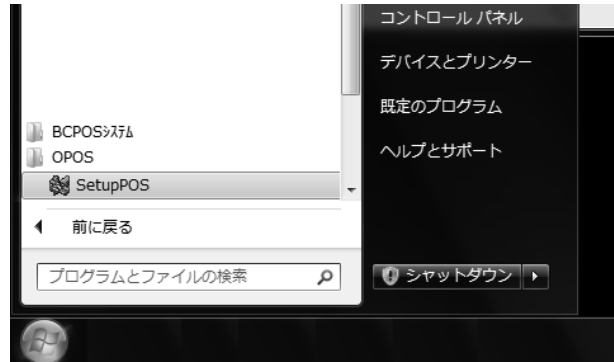 BCPOSｼｽﾃﾑ
OPOS
SetupPOS
前に戻る
プログラムとファイルの検索
コントロール パネル
デバイスとプリンター
既定のプログラム
ヘルプとサポート
シャットダウン